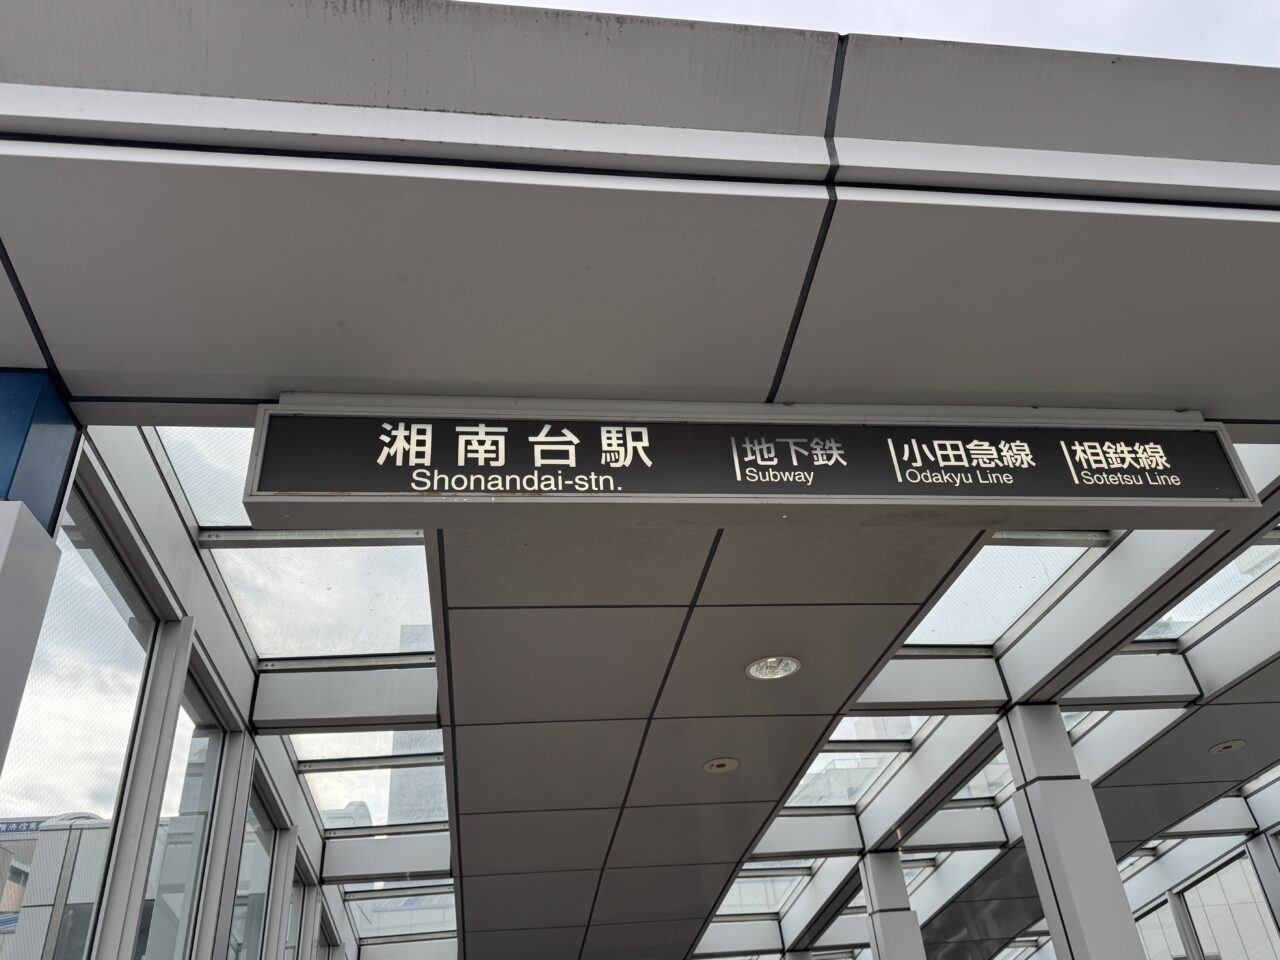 湘南台駅
Shonandai-stn.
地下鉄
Subway
小田急線
Odakyu Line
相鉄線
Sotetsu Line